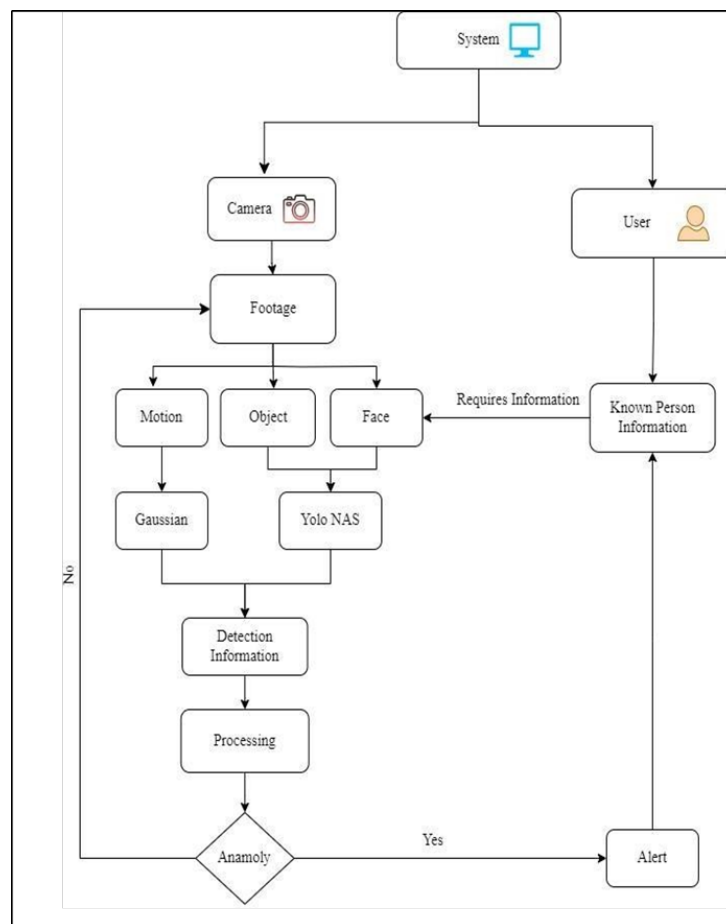 System
Camera
User
Footage
Motion
Object
Face
Requires Information
Known Person
Information
Gaussian
Yolo NAS
No
Detection
Information
Processing
Anamoly
Yes
Alert